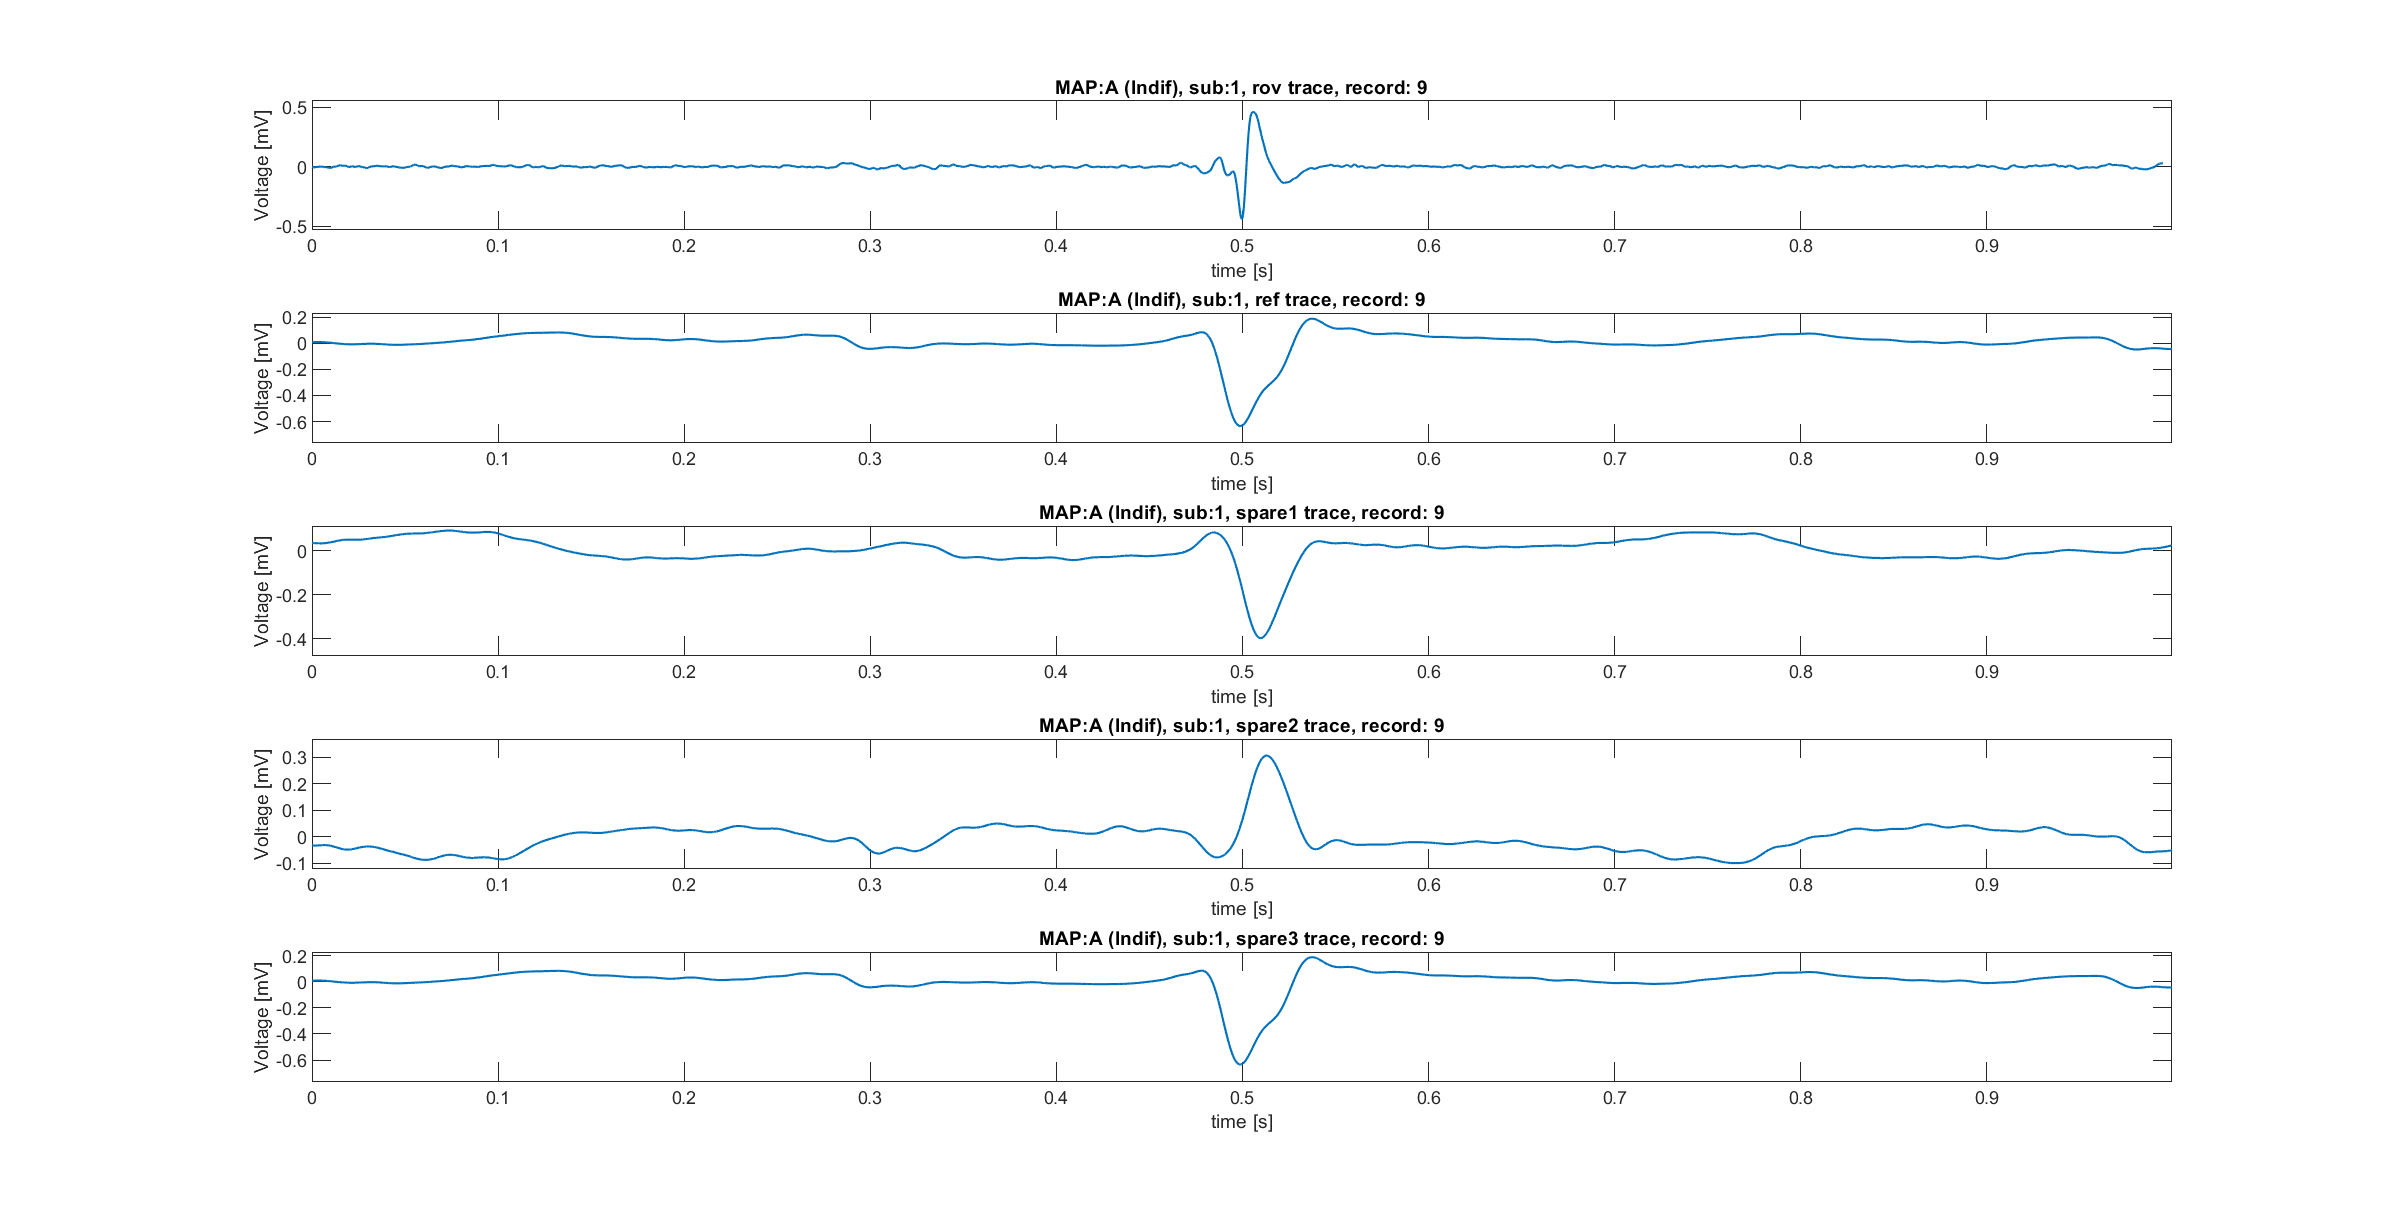 MAP:A (Indif), sub:1, rov trace, record: 9
Voltage [mV]
0.5
0
-0.5
0 0.1 0.2 0.3 0.4 0.5 0.6 0.7 0.8 0.9
time [s]
MAP:A (Indif), sub:1, ref trace, record: 9
Voltage [mV]
0.2
0
-0.2
-0.4
-0.6
0 0.1 0.2 0.3 0.4 0.5 0.6 0.7 0.8 0.9
time [s]
MAP:A (Indif), sub:1, spare1 trace, record: 9
Voltage [mV]
0
-0.2
-0.4
0 0.1 0.2 0.3 0.4 0.5 0.6 0.7 0.8 0.9
time [s]
MAP:A (Indif), sub:1, spare2 trace, record: 9
Voltage [mV]
0.3
0.2
0.1
0
-0.1
0 0.1 0.2 0.3 0.4 0.5 0.6 0.7 0.8 0.9
time [s]
MAP:A (Indif), sub:1, spare3 trace, record: 9
Voltage [mV]
0.2
0
-0.2
-0.4
-0.6
0 0.1 0.2 0.3 0.4 0.5 0.6 0.7 0.8 0.9
time [s]